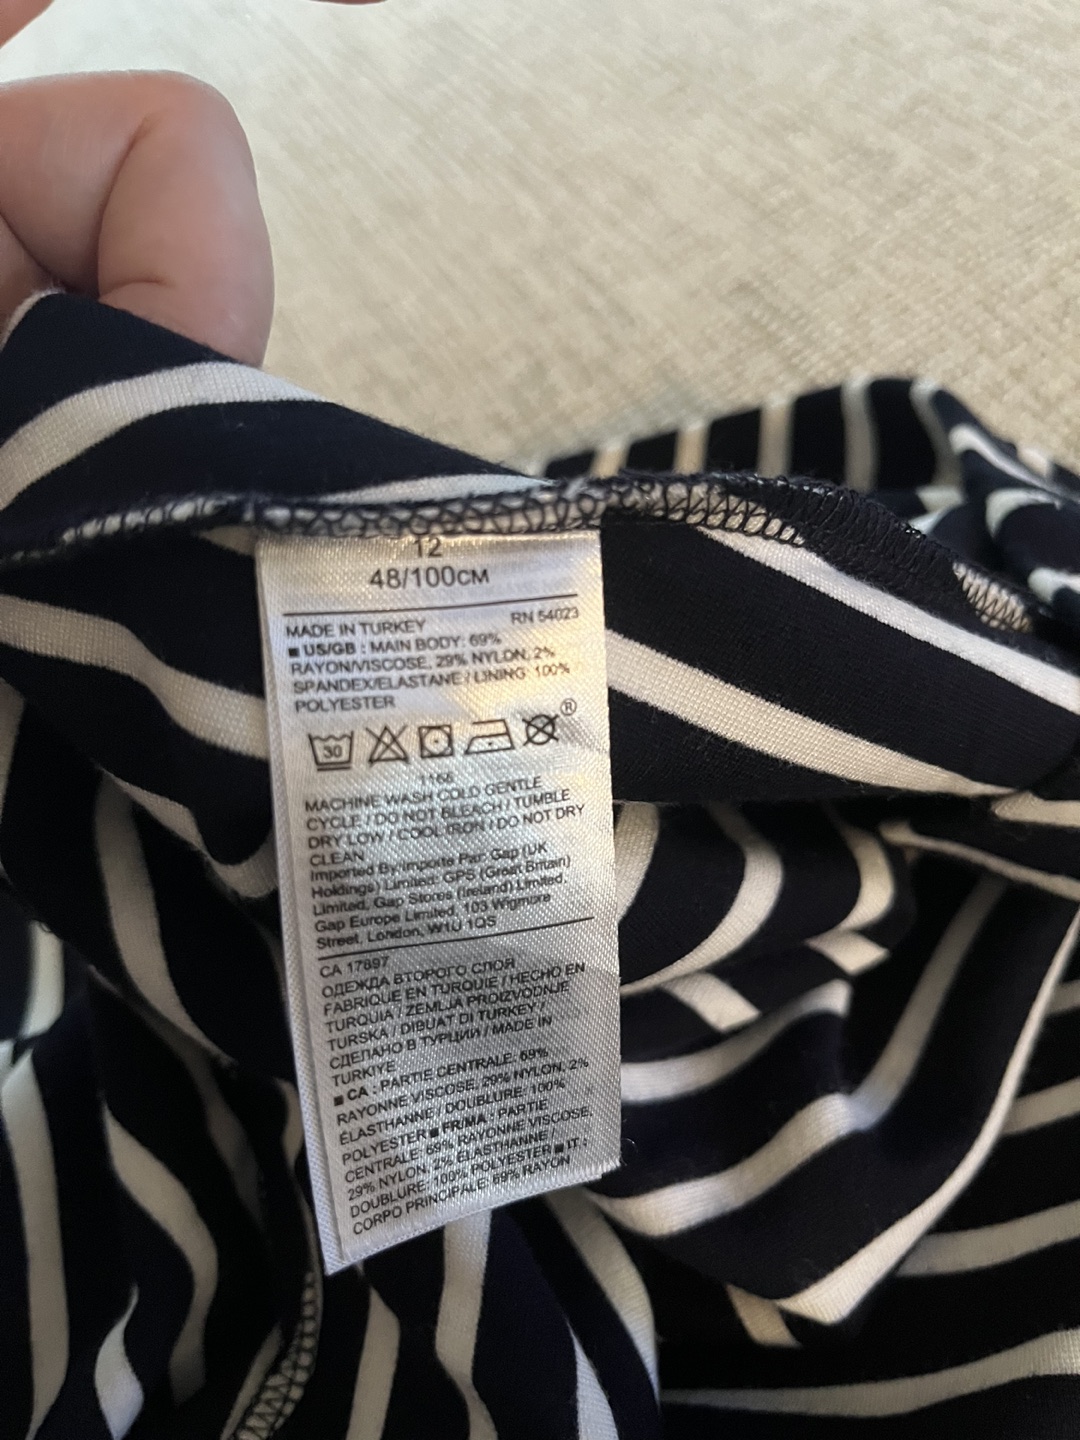 12
48/100CM
MADE IN TURKEY RN 54023
■ US/GB : MAIN BODY: 69%
RAYON/VISCOSE, 29% NYLON, 2%
SPANDEX/ELASTANE / LINING: 100%
POLYESTER
30 ®
1166
MACHINE WASH COLD GENTLE
CYCLE / DO NOT BLEACH / TUMBLE
DRY LOW / COOL IRON / DO NOT DRY
CLEAN
Imported By/Importe Par: Gap (UK
Holdings) Limited, GPS (Great Britain)
Limited, Gap Stores (Ireland) Limited,
Gap Europe Limited, 103 Wigmore
Street, London, W1U 1QS
CA 17897
ОДЕЖДА ВТОРОГО СЛОЯ
FABRIQUE EN TURQUIE / HECHO EN
TURQUIA / ZEMLJA PROIZVODNJE
TURSKA / DIBUAT DI TURKEY /
СДЕЛАНО В ТУРЦИИ / MADE IN
TURKIYE
■ CA : PARTIE CENTRALE: 69%
RAYONNE VISCOSE, 29% NYLON, 2%
ÉLASTHANNE / DOUBLURE: 100%
POLYESTER ■ FR/MA : PARTIE
CENTRALE: 69% RAYONNE VISCOSE,
29% NYLON, 2% ÉLASTHANNE /
DOUBLURE: 100% POLYESTER ■ IT :
CORPO PRINCIPALE: 69% RAYON